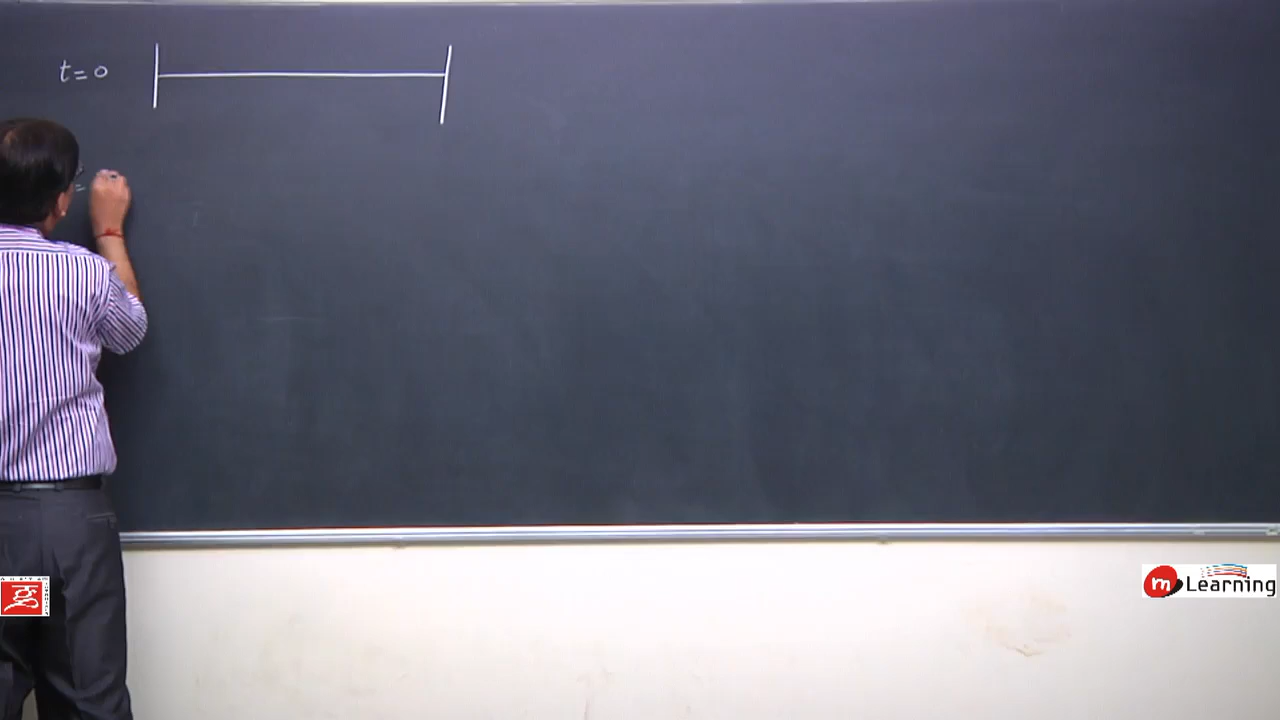 t = 0
=
m Learning